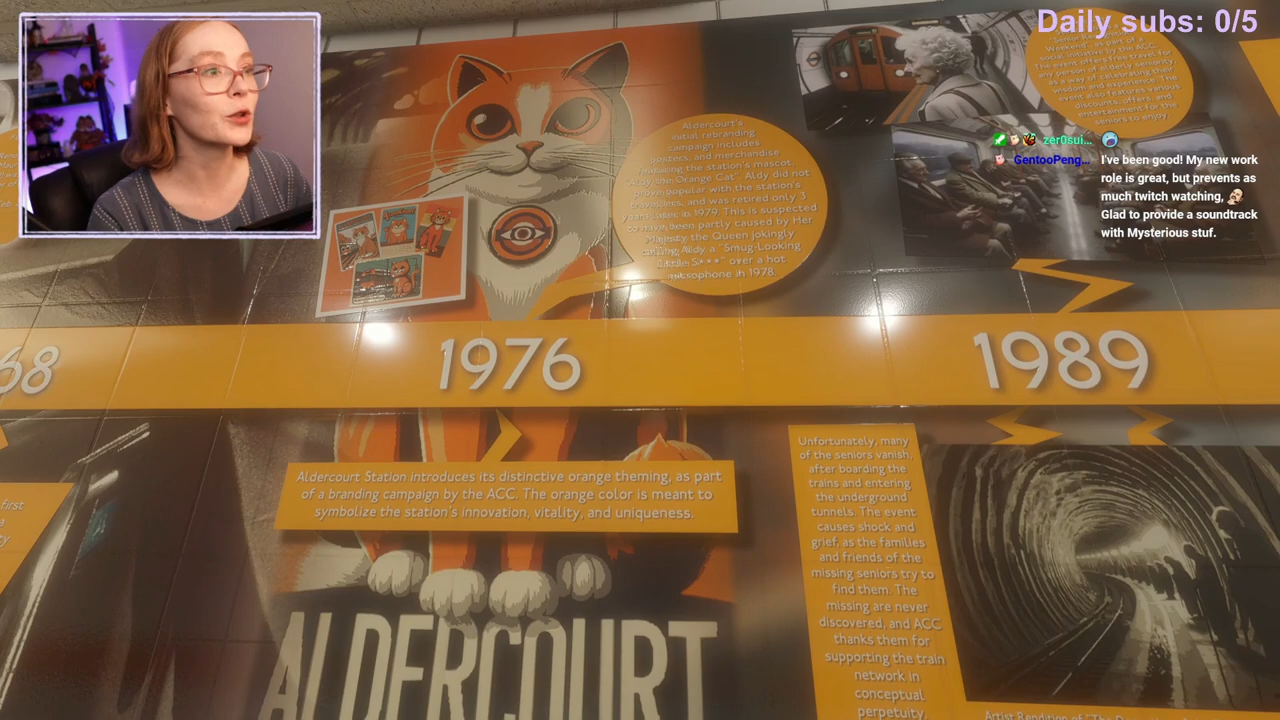 Daily subs: 0/5
Weekend", as part of a
social initiative by the ACC.
The event offers free travel for
any person of elderly seniority,
as a way of celebrating their
wisdom and experience. The
event also features various
discounts, offers, and
entertainment for the
seniors to enjoy.
zer0sui...
GentooPeng...
I've been good! My new work
role is great, but prevents as
much twitch watching,
Glad to provide a soundtrack
with Mysterious stuf.
Aldercourt's
initial rebranding
campaign includes
posters, and merchandise
featuring the station's mascot,
"Aldy the Orange Cat". Aldy did not
prove popular with the station's
travellers, and was retired only 3
years later, in 1979. This is suspected
to have been partly caused by Her
Majesty the Queen jokingly
calling Aldy a "Smug-Looking
Little S***" over a hot
microphone in 1978.
68
1976
1989
Aldercourt Station introduces its distinctive orange theming, as part
of a branding campaign by the ACC. The orange color is meant to
symbolize the station's innovation, vitality, and uniqueness.
first
a
ty
ALDERCOURT
Unfortunately, many
of the seniors vanish,
after boarding the
trains and entering
the underground
tunnels. The event
causes shock and
grief, as the families
and friends of the
missing seniors try to
find them. The
missing are never
discovered, and ACC
thanks them for
supporting the train
network in
conceptual
perpetuity.
Artist Rendition of "The D